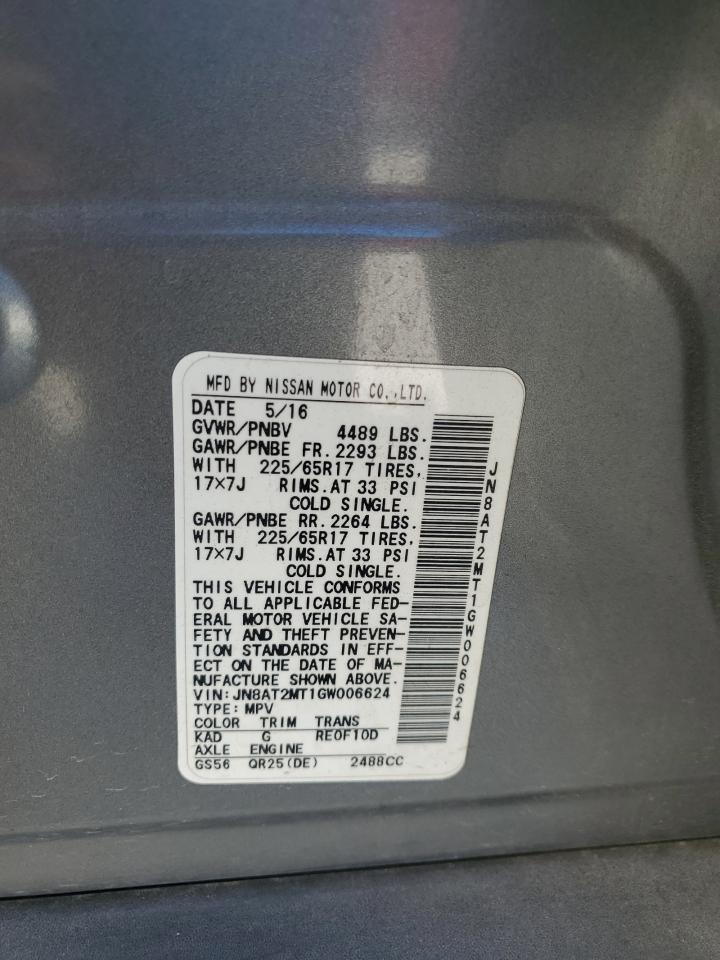 MFD BY NISSAN MOTOR CO.,LTD.
DATE 5/16
GVWR/PNBV 4489 LBS.
GAWR/PNBE FR. 2293 LBS.
WITH 225/65R17 TIRES,
17×7J RIMS.AT 33 PSI
COLD SINGLE.
GAWR/PNBE RR. 2264 LBS.
WITH 225/65R17 TIRES,
17×7J RIMS.AT 33 PSI
COLD SINGLE.
THIS VEHICLE CONFORMS
TO ALL APPLICABLE FED-
ERAL MOTOR VEHICLE SA-
FETY AND THEFT PREVEN-
TION STANDARDS IN EFF-
ECT ON THE DATE OF MA-
NUFACTURE SHOWN ABOVE.
VIN:JN8AT2MT1GW006624
TYPE:MPV
COLOR TRIM TRANS
KAD G RE0F10D
AXLE ENGINE
GS56 QR25(DE) 2488CC
JN8AT2MT1GW006624